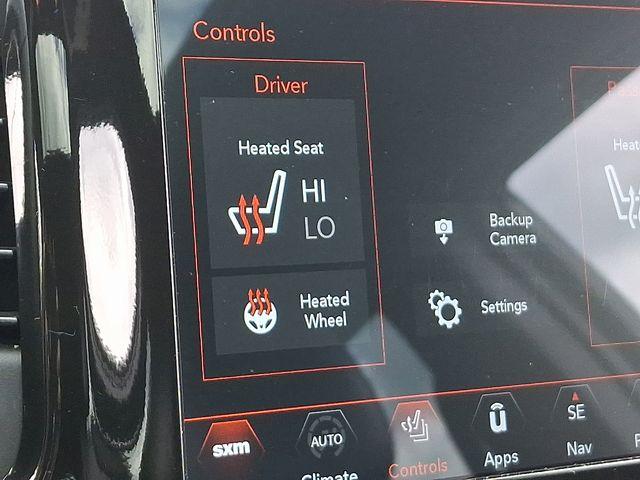 Controls
Driver
Heated Seat
HI
LO
Heated
Wheel
Backup
Camera
Settings
sxm
AUTO
Climate
Controls
Apps
SE
Nav